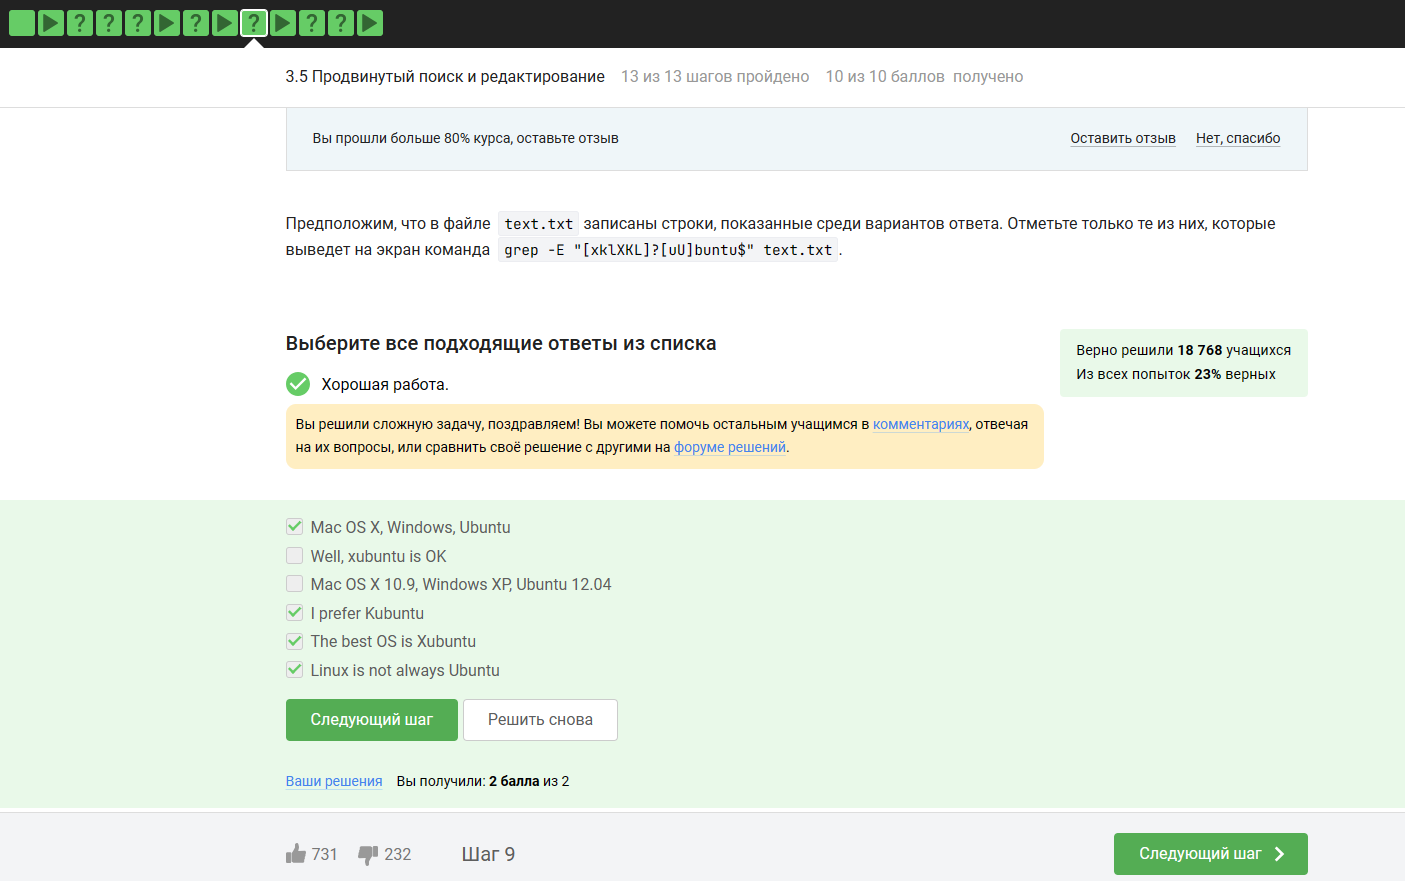 ? ? ? ? ? ? ?
3.5 Продвинутый поиск и редактирование 13 из 13 шагов пройдено 10 из 10 баллов получено
Вы прошли больше 80% курса, оставьте отзыв Оставить отзыв Нет, спасибо
Предположим, что в файле text.txt записаны строки, показанные среди вариантов ответа. Отметьте только те из них, которые
выведет на экран команда grep -E "[xklXKL]?[uU]buntu$" text.txt.
Выберите все подходящие ответы из списка
Верно решили 18 768 учащихся
Из всех попыток 23% верных
Хорошая работа.
Вы решили сложную задачу, поздравляем! Вы можете помочь остальным учащимся в комментариях, отвечая
на их вопросы, или сравнить своё решение с другими на форуме решений.
Mac OS X, Windows, Ubuntu
Well, xubuntu is OK
Mac OS X 10.9, Windows XP, Ubuntu 12.04
I prefer Kubuntu
The best OS is Xubuntu
Linux is not always Ubuntu
Следующий шаг Решить снова
Ваши решения Вы получили: 2 балла из 2
731 232 Шаг 9 Следующий шаг